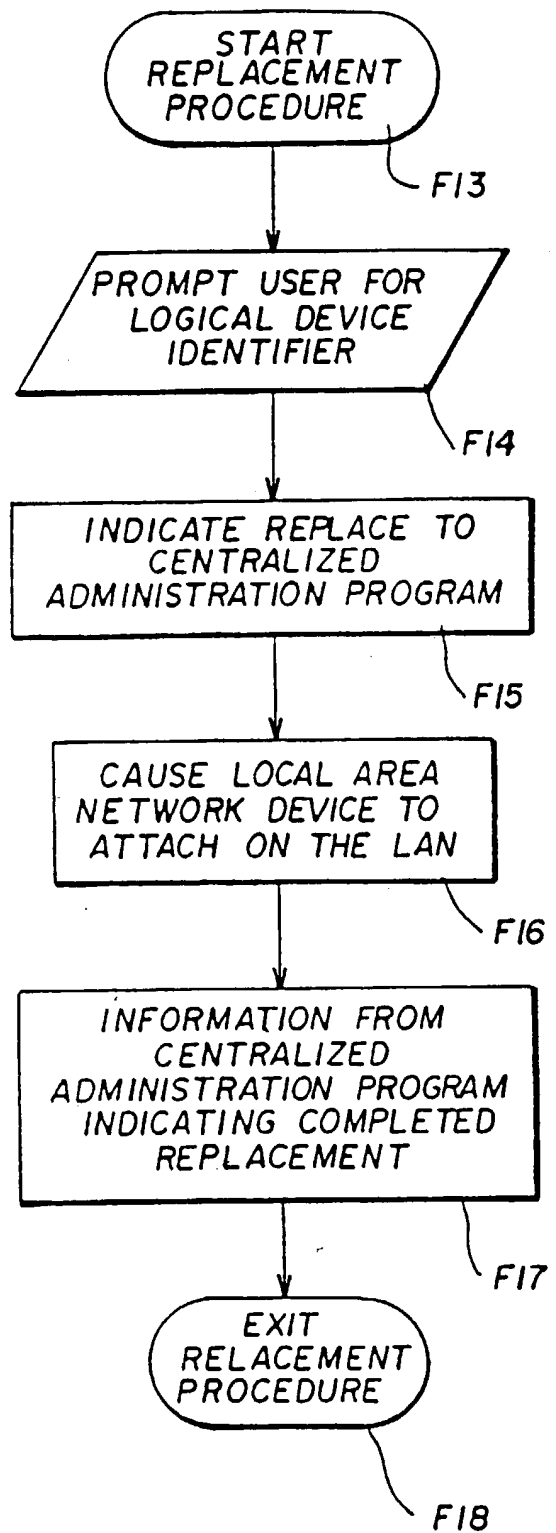 START
REPLACEMENT
PROCEDURE
F13
PROMPT USER FOR
LOGICAL DEVICE
IDENTIFIER
F14
INDICATE REPLACE TO
CENTRALIZED
ADMINISTRATION PROGRAM
F15
CAUSE LOCAL AREA
NETWORK DEVICE TO
ATTACH ON THE LAN
F16
INFORMATION FROM
CENTRALIZED
ADMINISTRATION PROGRAM
INDICATING COMPLETED
REPLACEMENT
F17
EXIT
RELACEMENT
PROCEDURE
F18